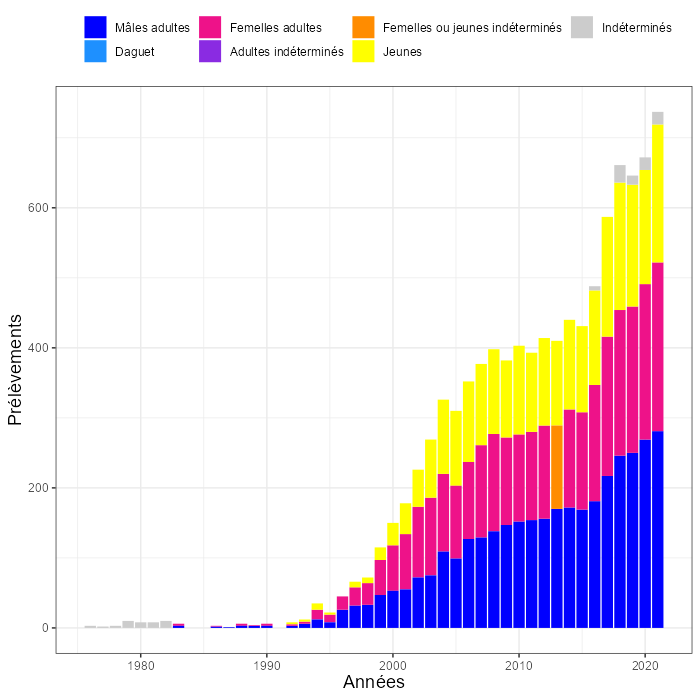 Mâles adultes Femelles adultes Femelles ou jeunes indéterminés Indéterminés
Daguet Adultes indéterminés Jeunes
600
400
200
0
Prélèvements
1980 1990 2000 2010 2020
Années